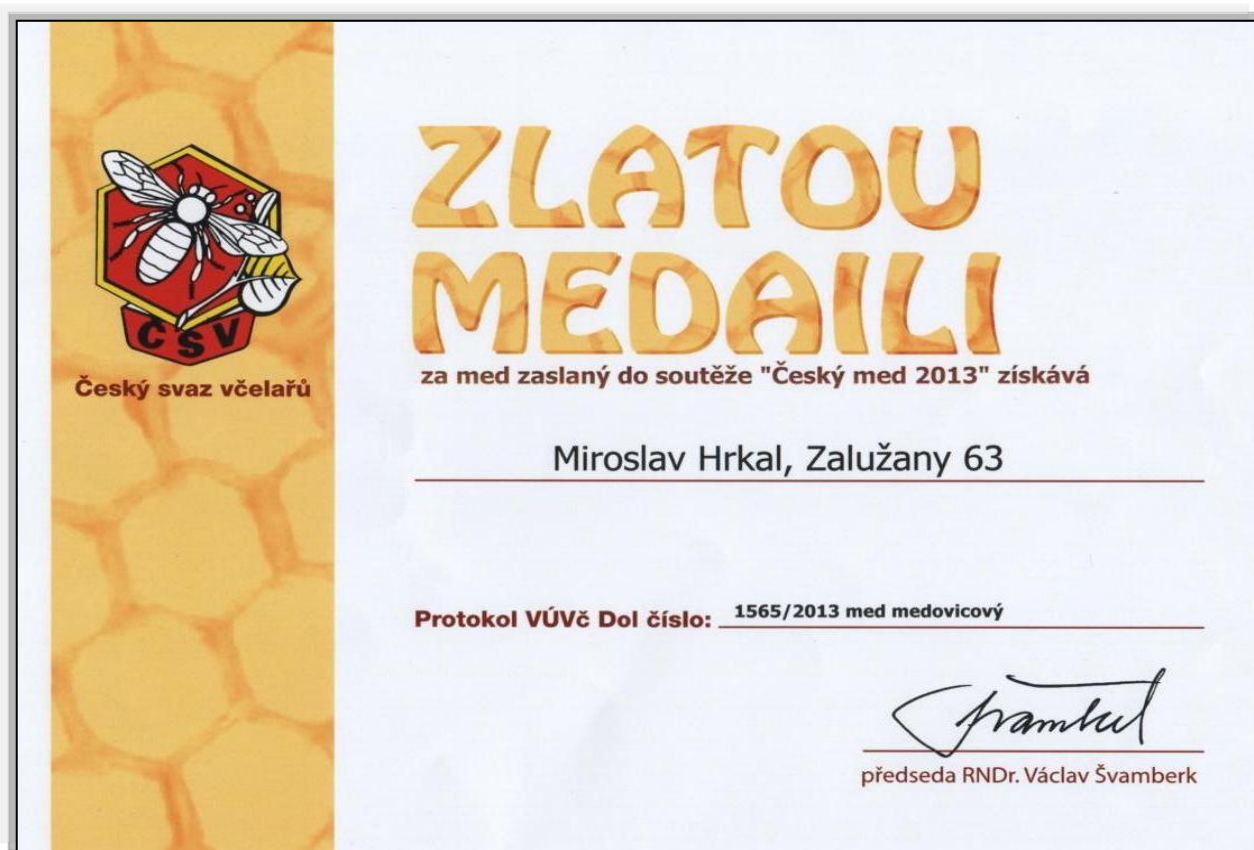 ČSV
Český svaz včelařů
ZLATOU
MEDAILI
za med zaslaný do soutěže "Český med 2013" získává
Miroslav Hrkal, Zalužany 63
Protokol VÚVč Dol číslo: 1565/2013 med medovicový
předseda RNDr. Václav Švamberk